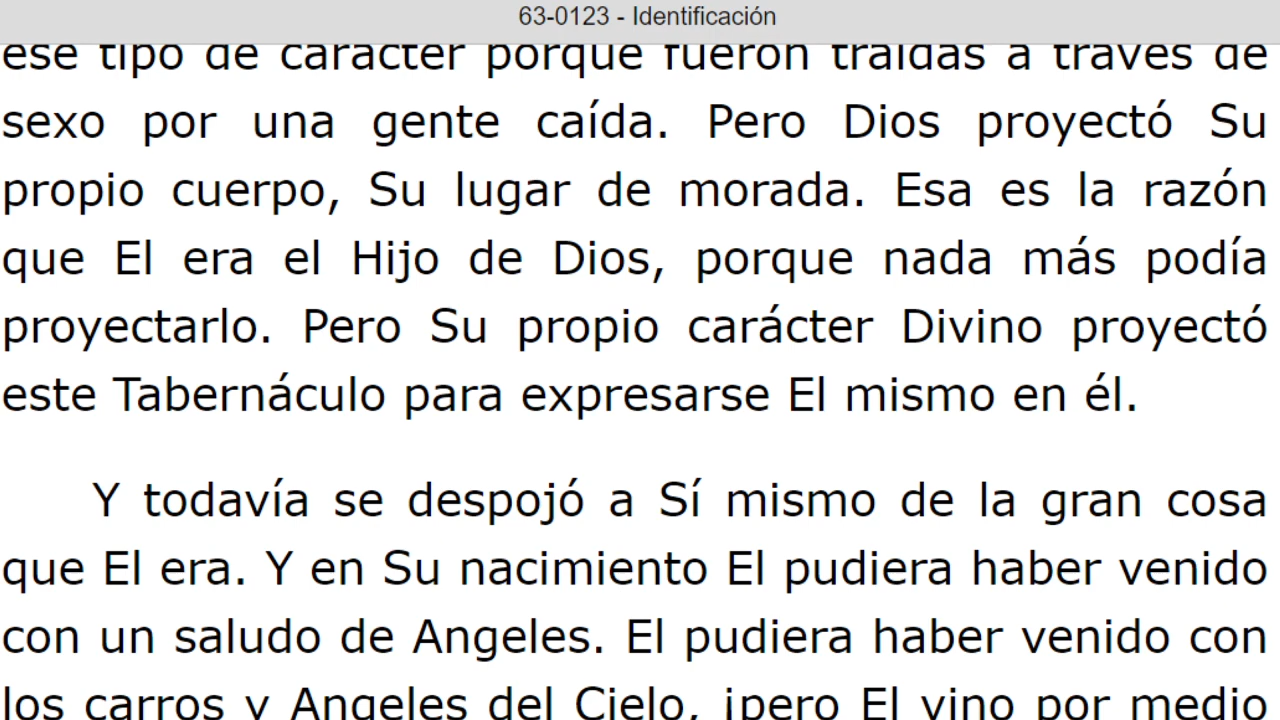 63-0123 - Identificación
ese tipo de carácter porque fueron traídas a través de
sexo por una gente caída. Pero Dios proyectó Su
propio cuerpo, Su lugar de morada. Esa es la razón
que El era el Hijo de Dios, porque nada más podía
proyectarlo. Pero Su propio carácter Divino proyectó
este Tabernáculo para expresarse El mismo en él.
Y todavía se despojó a Sí mismo de la gran cosa
que El era. Y en Su nacimiento El pudiera haber venido
con un saludo de Angeles. El pudiera haber venido con
los carros y Angeles del Cielo, ¡pero El vino por medio